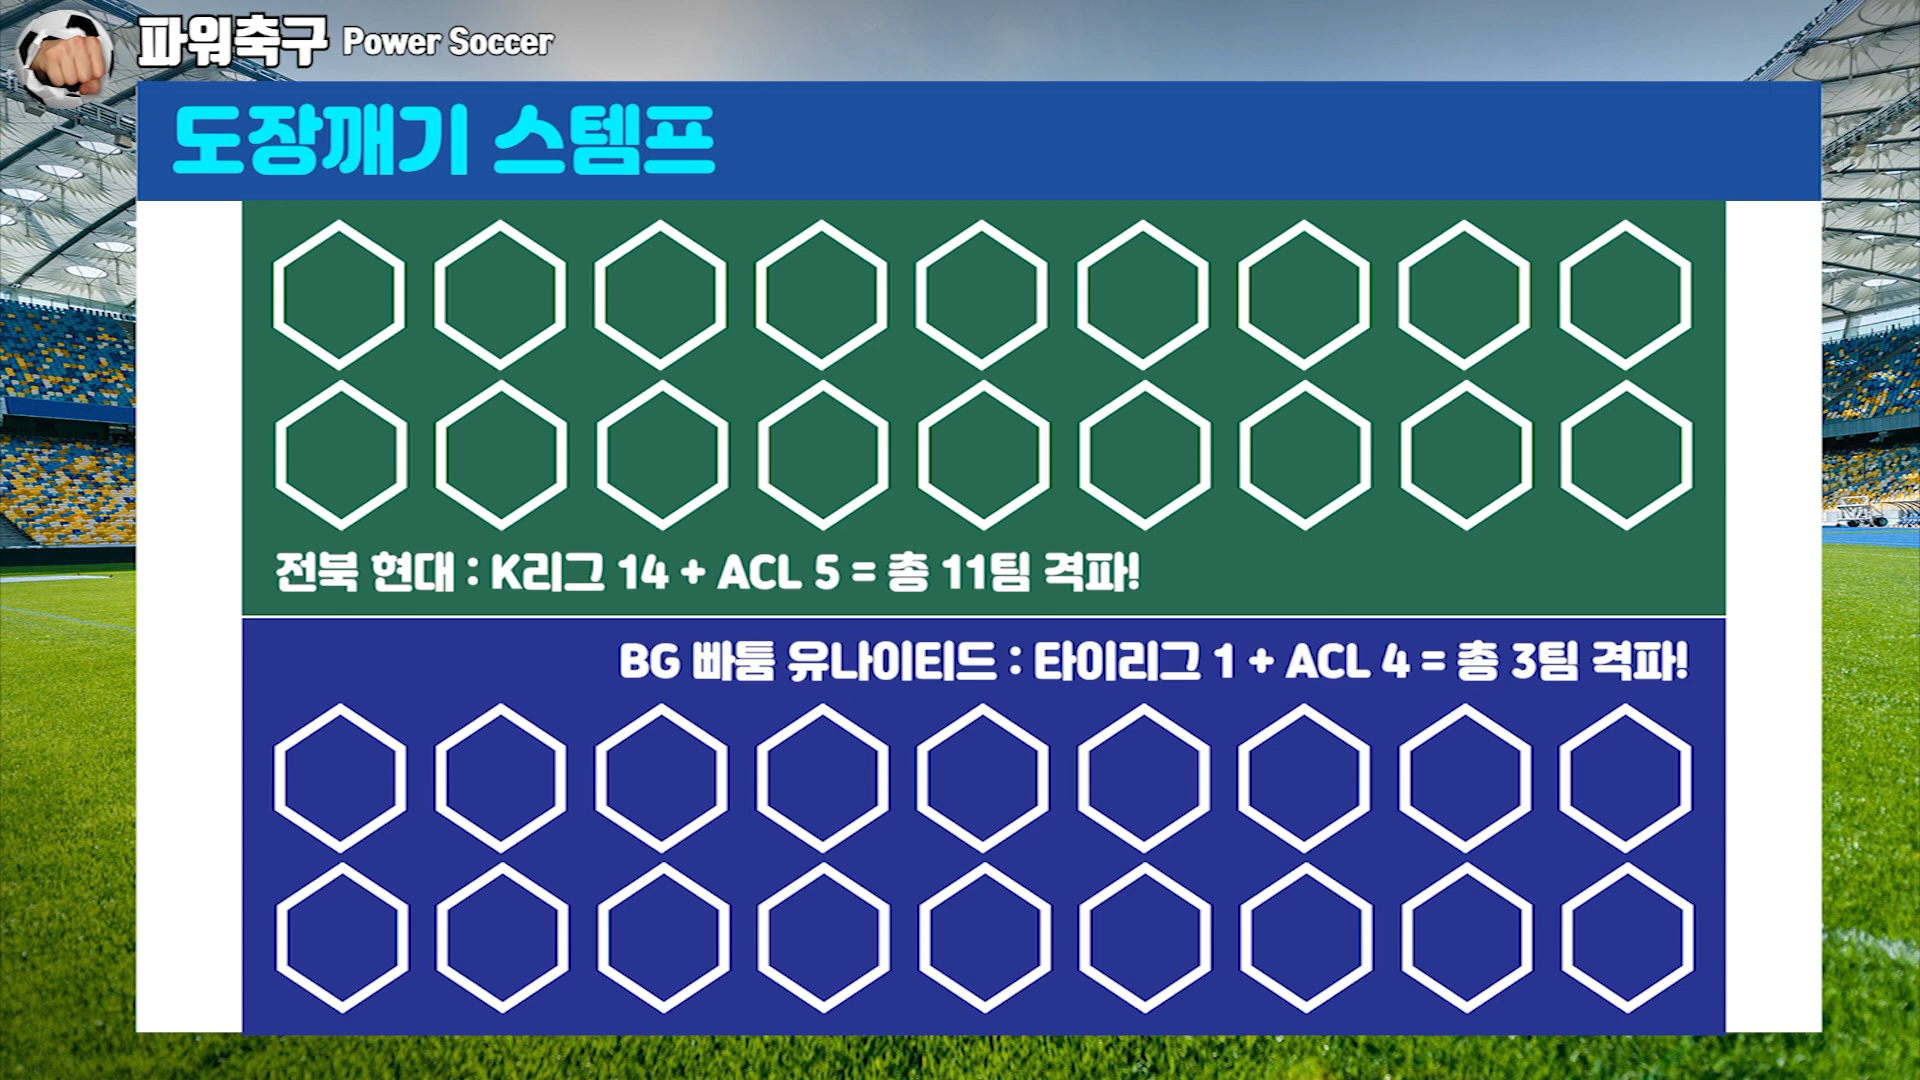 파워축구 Power Soccer
도장깨기 스템프
전북 현대 : K리그 14 + ACL 5 = 총 11팀 격파!
BG 빠툼 유나이티드 : 타이리그 1 + ACL 4 = 총 3팀 격파!